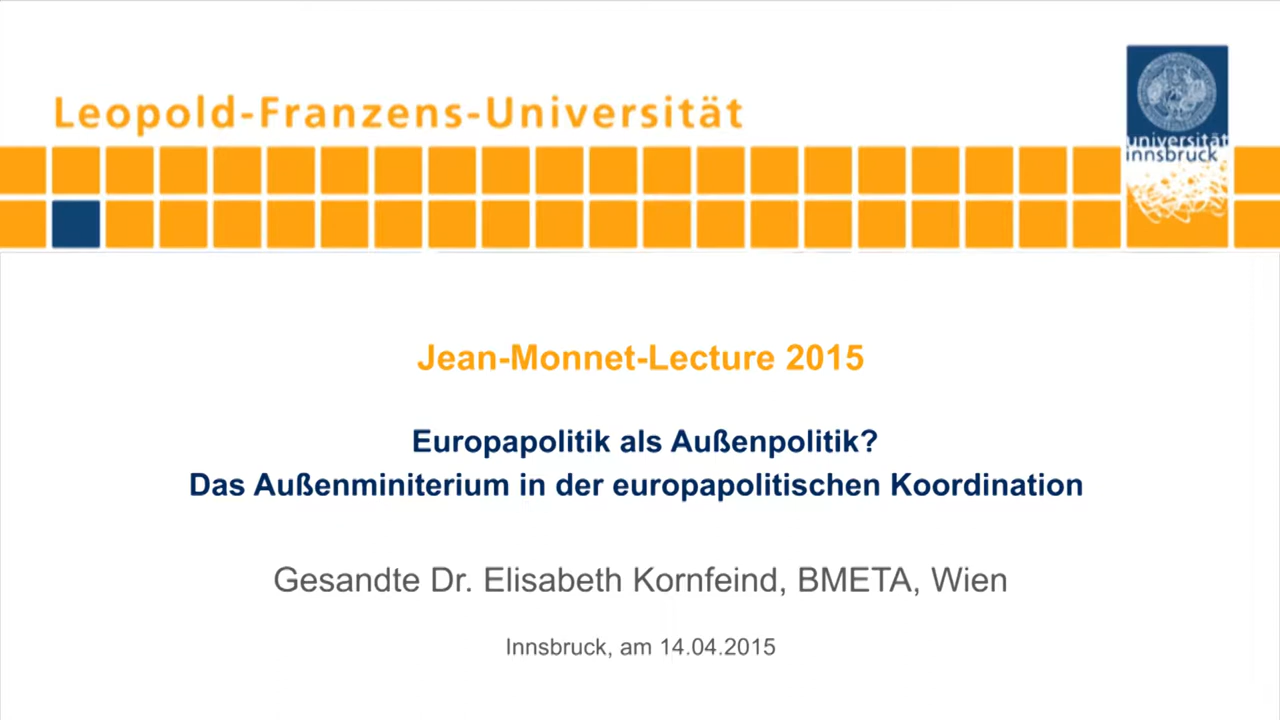 Leopold-Franzens-Universität
universität
innsbruck
Jean-Monnet-Lecture 2015
Europapolitik als Außenpolitik?
Das Außenminiterium in der europapolitischen Koordination
Gesandte Dr. Elisabeth Kornfeind, BMETA, Wien
Innsbruck, am 14.04.2015